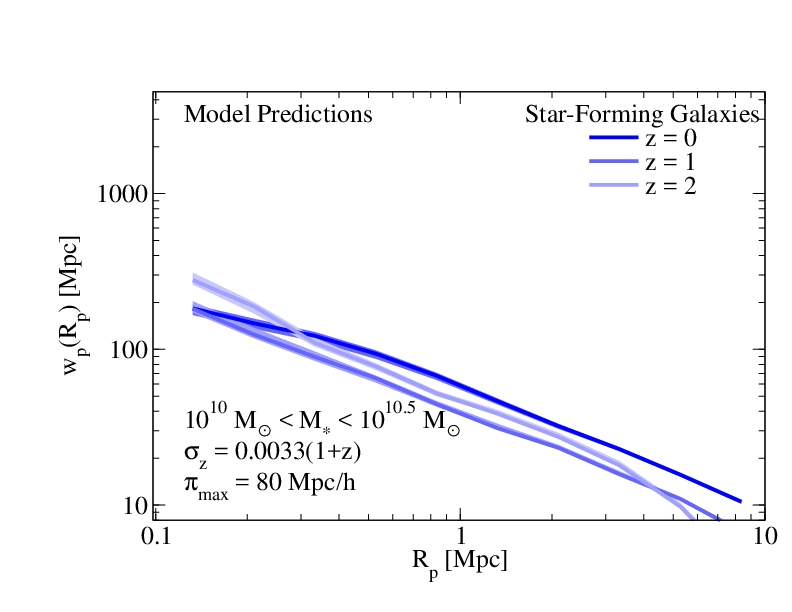 Model Predictions
Star-Forming Galaxies
z = 0
z = 1
z = 2
1000
100
10
w_p(R_p) [Mpc]
10^10 M_⊙ < M_* < 10^10.5 M_⊙
σ_z = 0.0033(1+z)
π_max = 80 Mpc/h
0.1
1
10
R_p [Mpc]